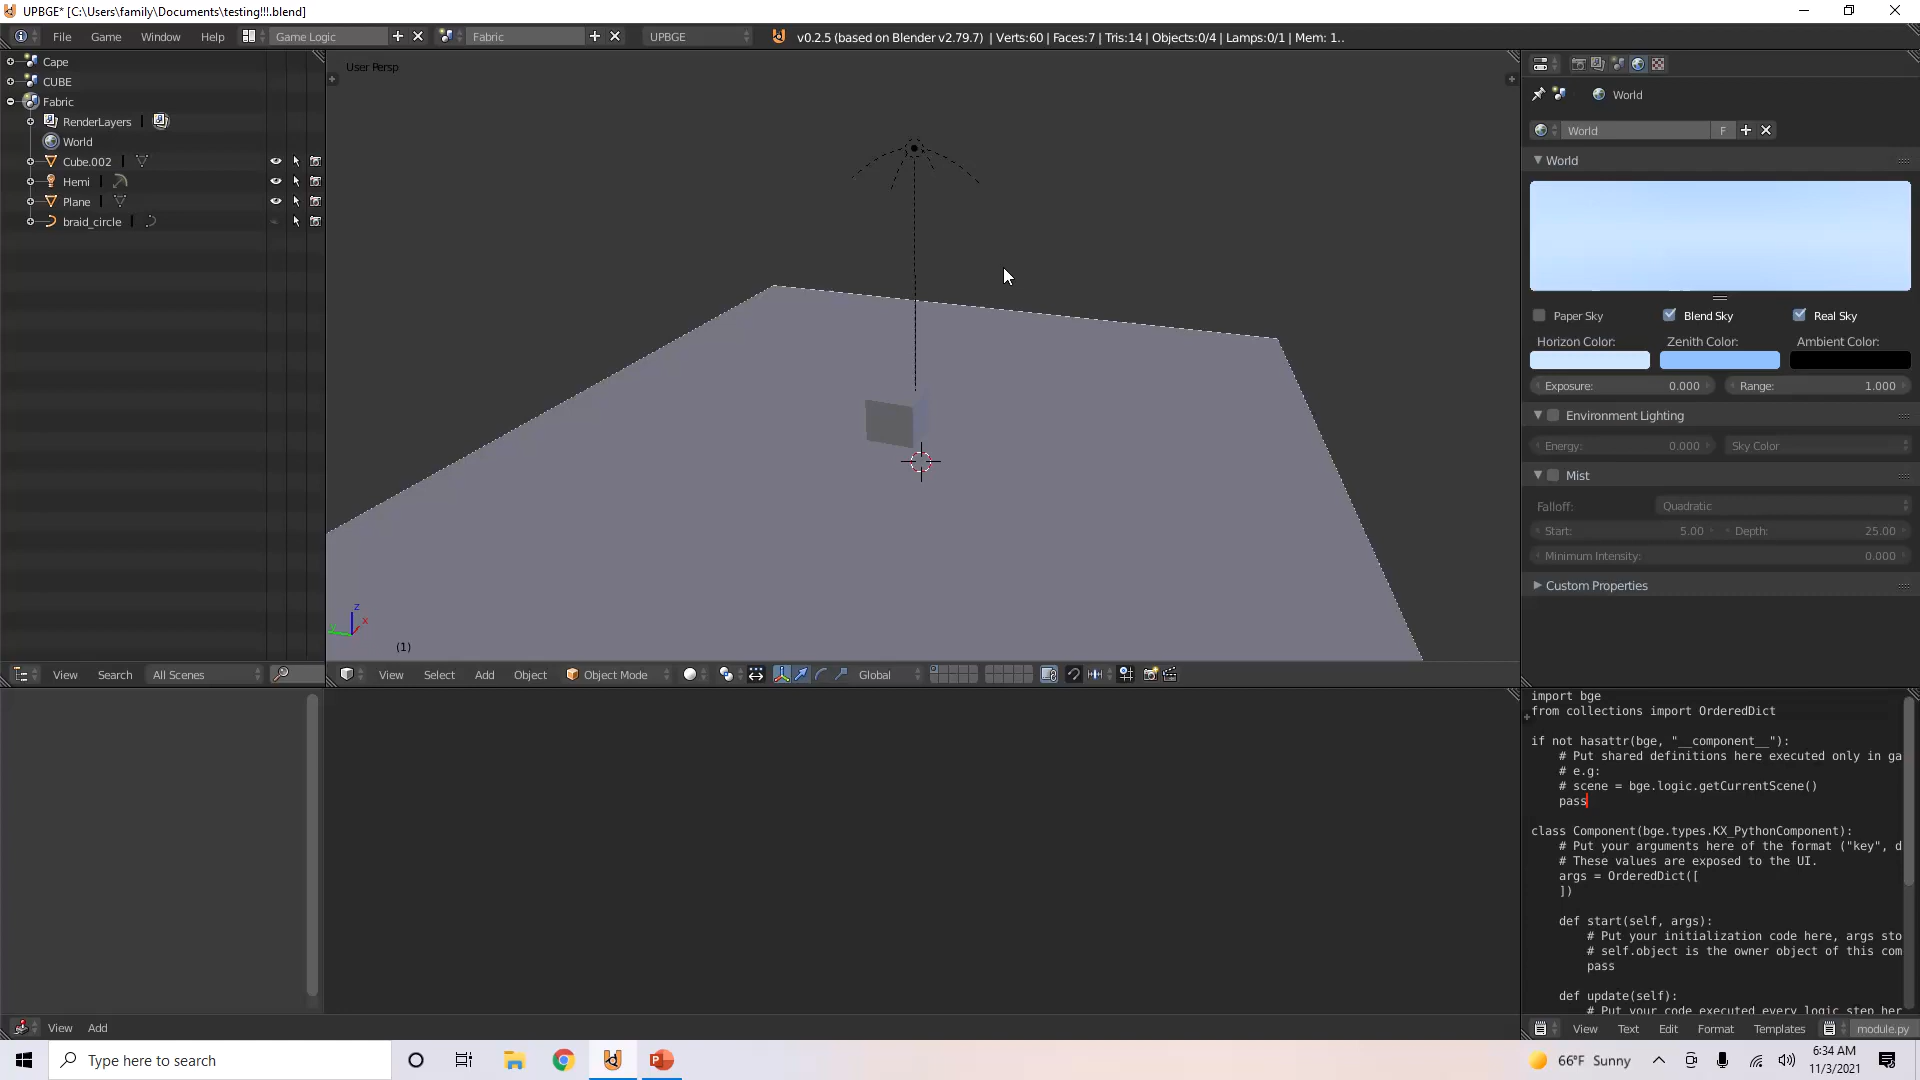 UPBGE* [C:\Users\family\Documents\testing!!!.blend]
File Game Window Help Game Logic Fabric UPBGE v0.2.5 (based on Blender v2.79.7) | Verts:60 | Faces:7 | Tris:14 | Objects:0/4 | Lamps:0/1 | Mem: 1..
Cape
CUBE
Fabric
RenderLayers
World
Cube.002
Hemi
Plane
braid_circle
View Search All Scenes
User Persp
z
x
(1)
View Select Add Object Object Mode Global
World
World F
World
Paper Sky Blend Sky Real Sky
Horizon Color: Zenith Color: Ambient Color:
Exposure: 0.000 Range: 1.000
Environment Lighting
Energy: 0.000 Sky Color
Mist
Falloff: Quadratic
Start: 5.00 Depth: 25.00
Minimum Intensity: 0.000
Custom Properties
import bge
from collections import OrderedDict
if not hasattr(bge, "__component__"):
# Put shared definitions here executed only in ga
# e.g:
# scene = bge.logic.getCurrentScene()
pass
class Component(bge.types.KX_PythonComponent):
# Put your arguments here of the format ("key", d
# These values are exposed to the UI.
args = OrderedDict([
])
def start(self, args):
# Put your initialization code here, args sto
# self.object is the owner object of this com
pass
def update(self):
# Put your code executed every logic step her
View Text Edit Format Templates module.py
View Add
Type here to search
66°F Sunny
6:34 AM
11/3/2021